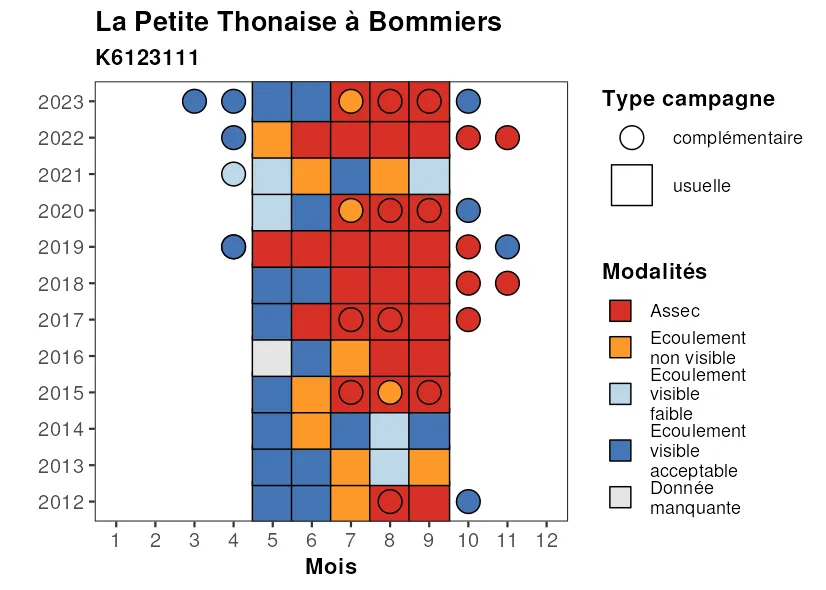 La Petite Thonaise à Bommiers
K6123111
2023
2022
2021
2020
2019
2018
2017
2016
2015
2014
2013
2012
1 2 3 4 5 6 7 8 9 10 11 12
Mois
Type campagne
complémentaire
usuelle
Modalités
Assec
Ecoulement
non visible
Ecoulement
visible
faible
Ecoulement
visible
acceptable
Donnée
manquante